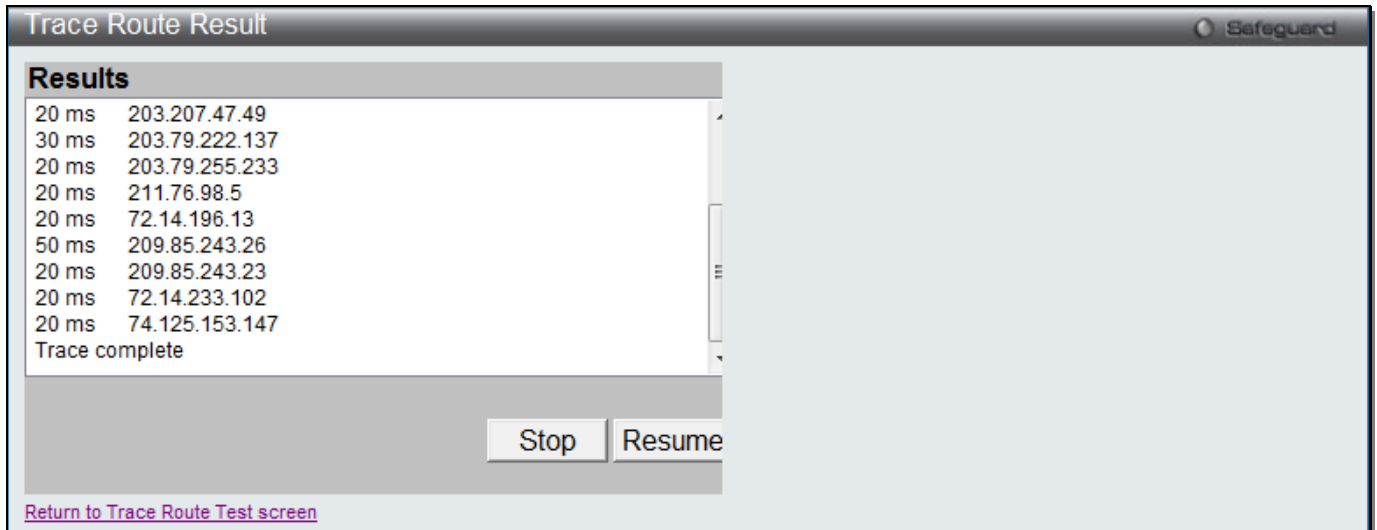 Trace Route Result
Safeguard
Results
20 ms 203.207.47.49
30 ms 203.79.222.137
20 ms 203.79.255.233
20 ms 211.76.98.5
20 ms 72.14.196.13
50 ms 209.85.243.26
20 ms 209.85.243.23
20 ms 72.14.233.102
20 ms 74.125.153.147
Trace complete
Stop Resume
Return to Trace Route Test screen